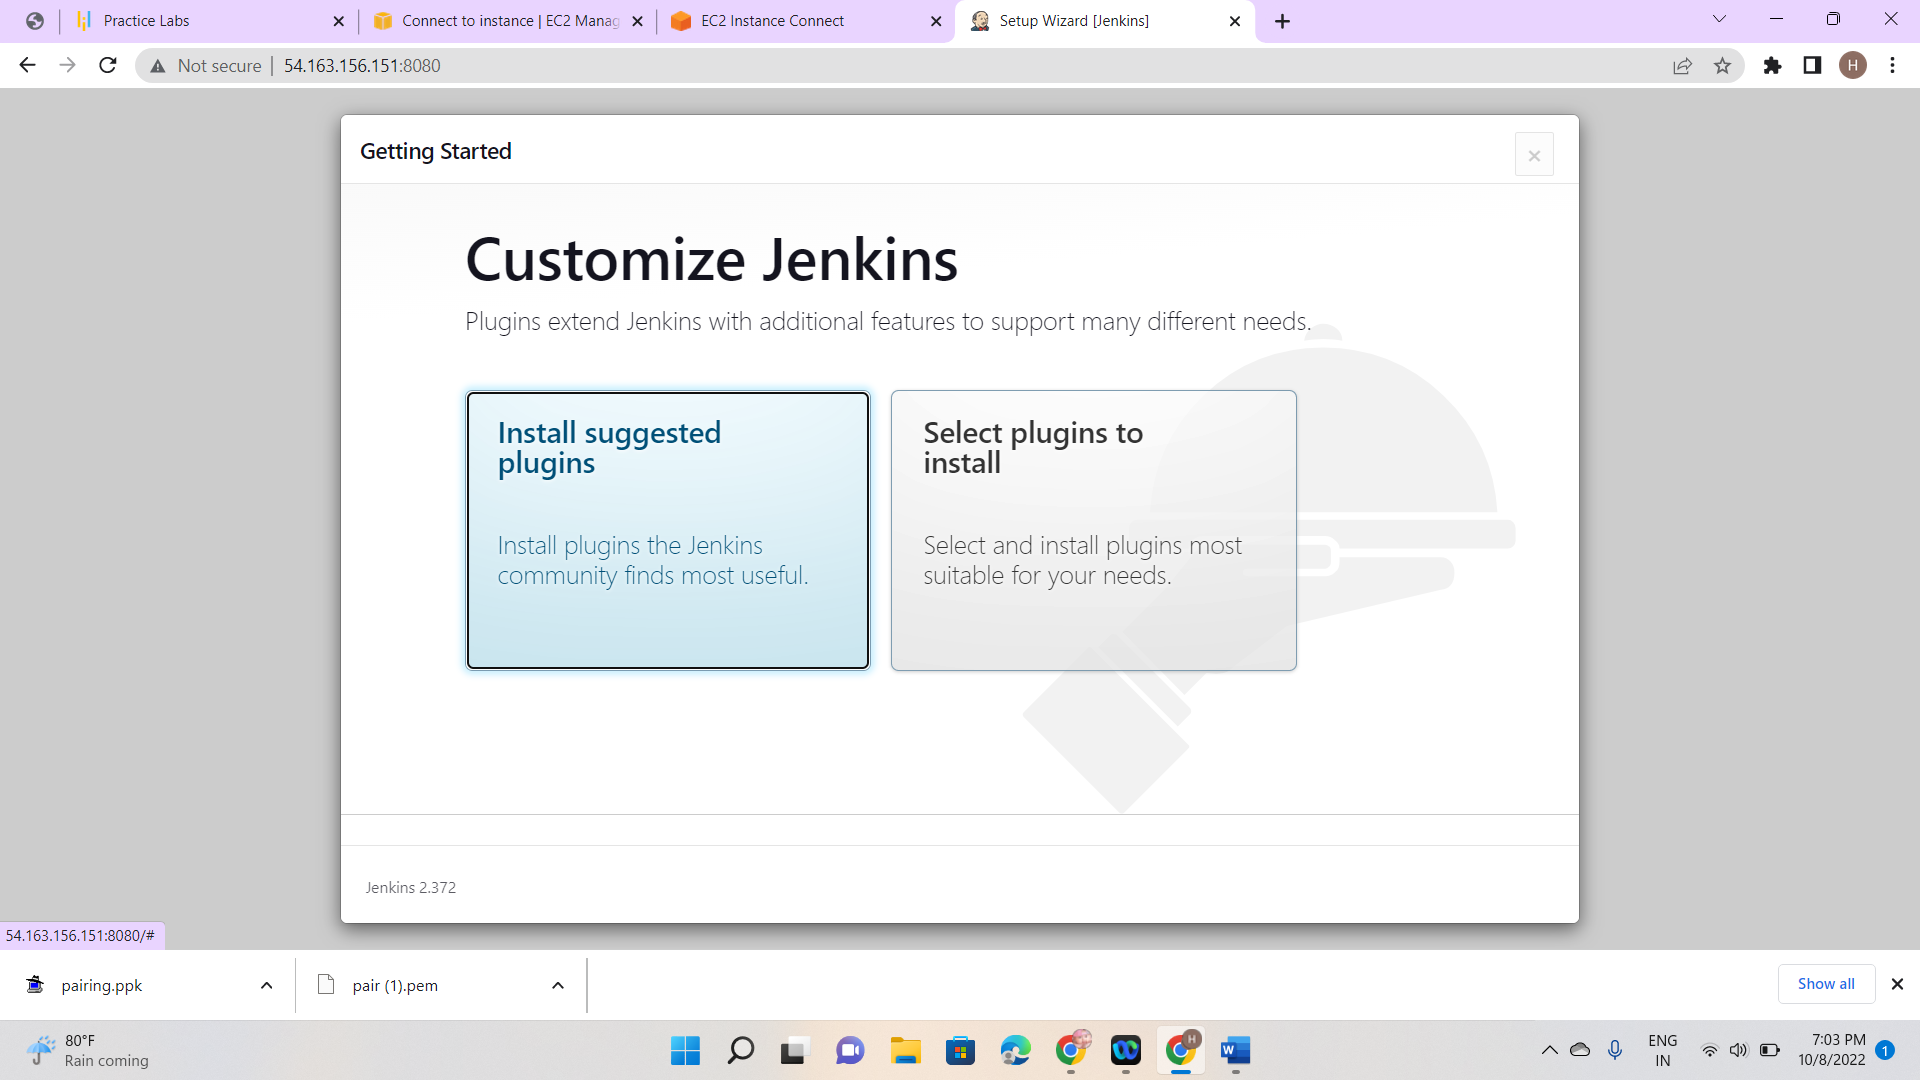 Practice Labs
Connect to instance | EC2 Manag
EC2 Instance Connect
Setup Wizard [Jenkins]
Not secure
54.163.156.151:8080
H
Getting Started
Customize Jenkins
Plugins extend Jenkins with additional features to support many different needs.
Install suggested
plugins
Install plugins the Jenkins
community finds most useful.
Select plugins to
install
Select and install plugins most
suitable for your needs.
Jenkins 2.372
54.163.156.151:8080/#
pairing.ppk
pair (1).pem
Show all
80°F
Rain coming
H
W
ENG
IN
7:03 PM
10/8/2022
1